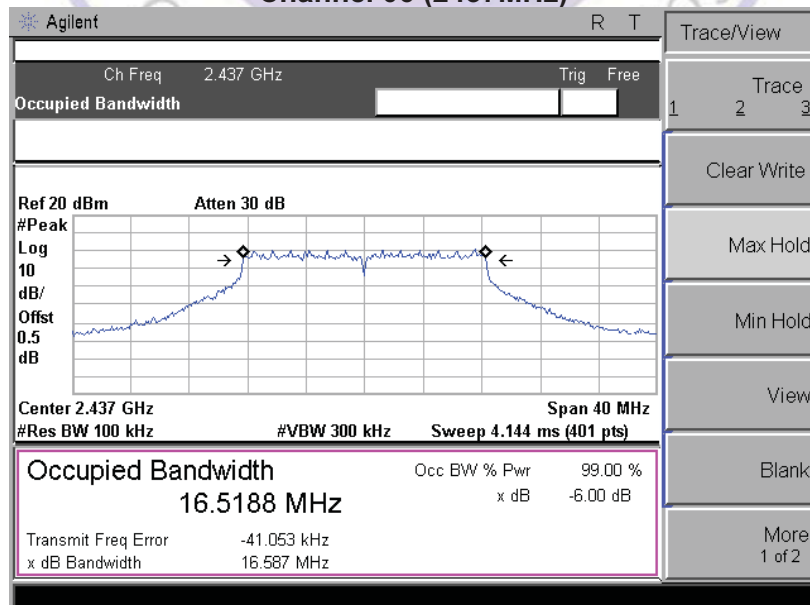 Agilent R T
Trace/View
Ch Freq 2.437 GHz Trig Free
Occupied Bandwidth
Trace
1 2 3
Clear Write
Max Hold
Min Hold
View
Blank
More
1 of 2
Ref 20 dBm Atten 30 dB
#Peak
Log
10
dB/
Offst
0.5
dB
Center 2.437 GHz Span 40 MHz
#Res BW 100 kHz #VBW 300 kHz Sweep 4.144 ms (401 pts)
Occupied Bandwidth Occ BW % Pwr 99.00 %
16.5188 MHz x dB -6.00 dB
Transmit Freq Error -41.053 kHz
x dB Bandwidth 16.587 MHz